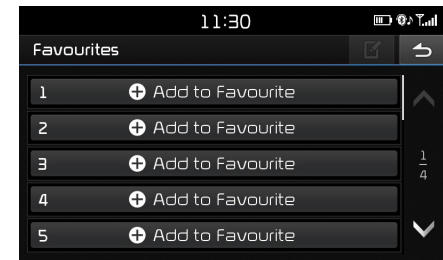 11:30
Favourites
1 Add to Favourite
2 Add to Favourite
3 Add to Favourite
1
4
4 Add to Favourite
5 Add to Favourite